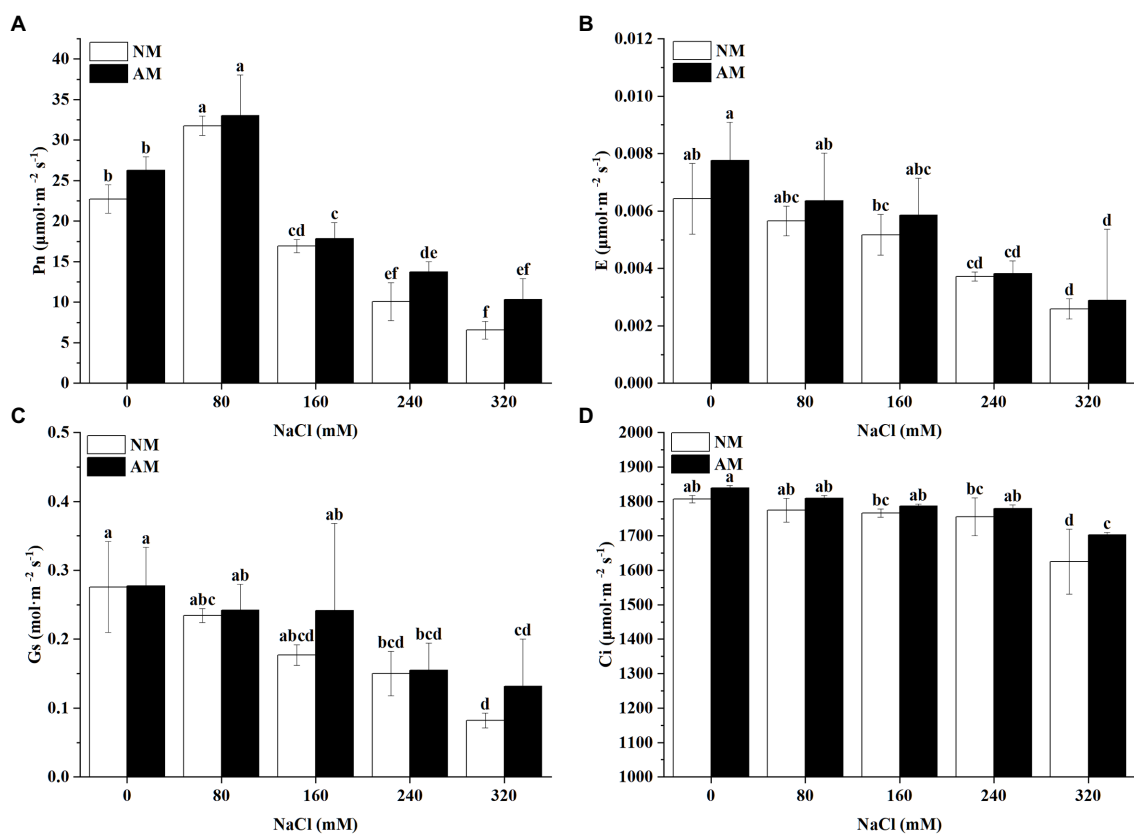 A
NM
AM
Pn (μmol·m⁻² s⁻¹)
40
35
30
25
20
15
10
5
0
b
b
a
a
cd
c
ef
de
f
ef
0 80 160 240 320
NaCl (mM)
B
NM
AM
E (μmol·m⁻² s⁻¹)
0.012
0.010
0.008
0.006
0.004
0.002
0.000
ab
a
abc
ab
bc
abc
cd
cd
d
d
0 80 160 240 320
NaCl (mM)
C
NM
AM
Gs (mol·m⁻² s⁻¹)
0.5
0.4
0.3
0.2
0.1
0.0
a
a
abc
ab
abcd
ab
bcd
bcd
d
cd
0 80 160 240 320
NaCl (mM)
D
NM
AM
Ci (μmol·m⁻² s⁻¹)
2000
1900
1800
1700
1600
1500
1400
1300
1200
1100
1000
ab
a
ab
ab
bc
ab
bc
ab
d
c
0 80 160 240 320
NaCl (mM)